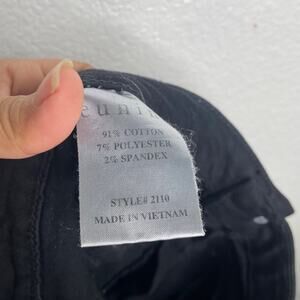 91% COTTON
7% POLYESTER
2% SPANDEX
STYLE# 2110
MADE IN VIETNAM